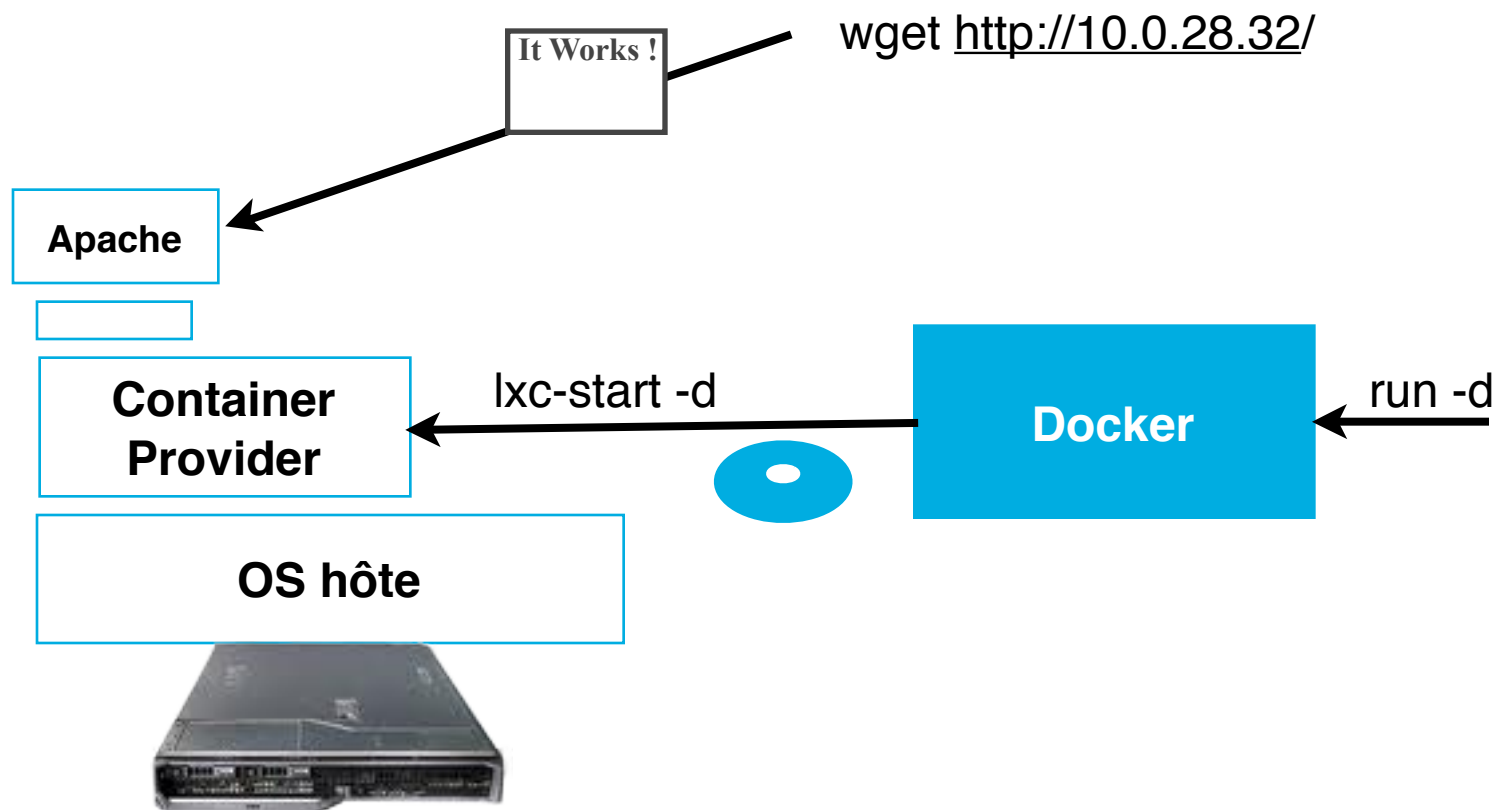 wget http://10.0.28.32/
It Works !
Apache
Container
Provider
lxc-start -d
Docker
run -d
OS hôte